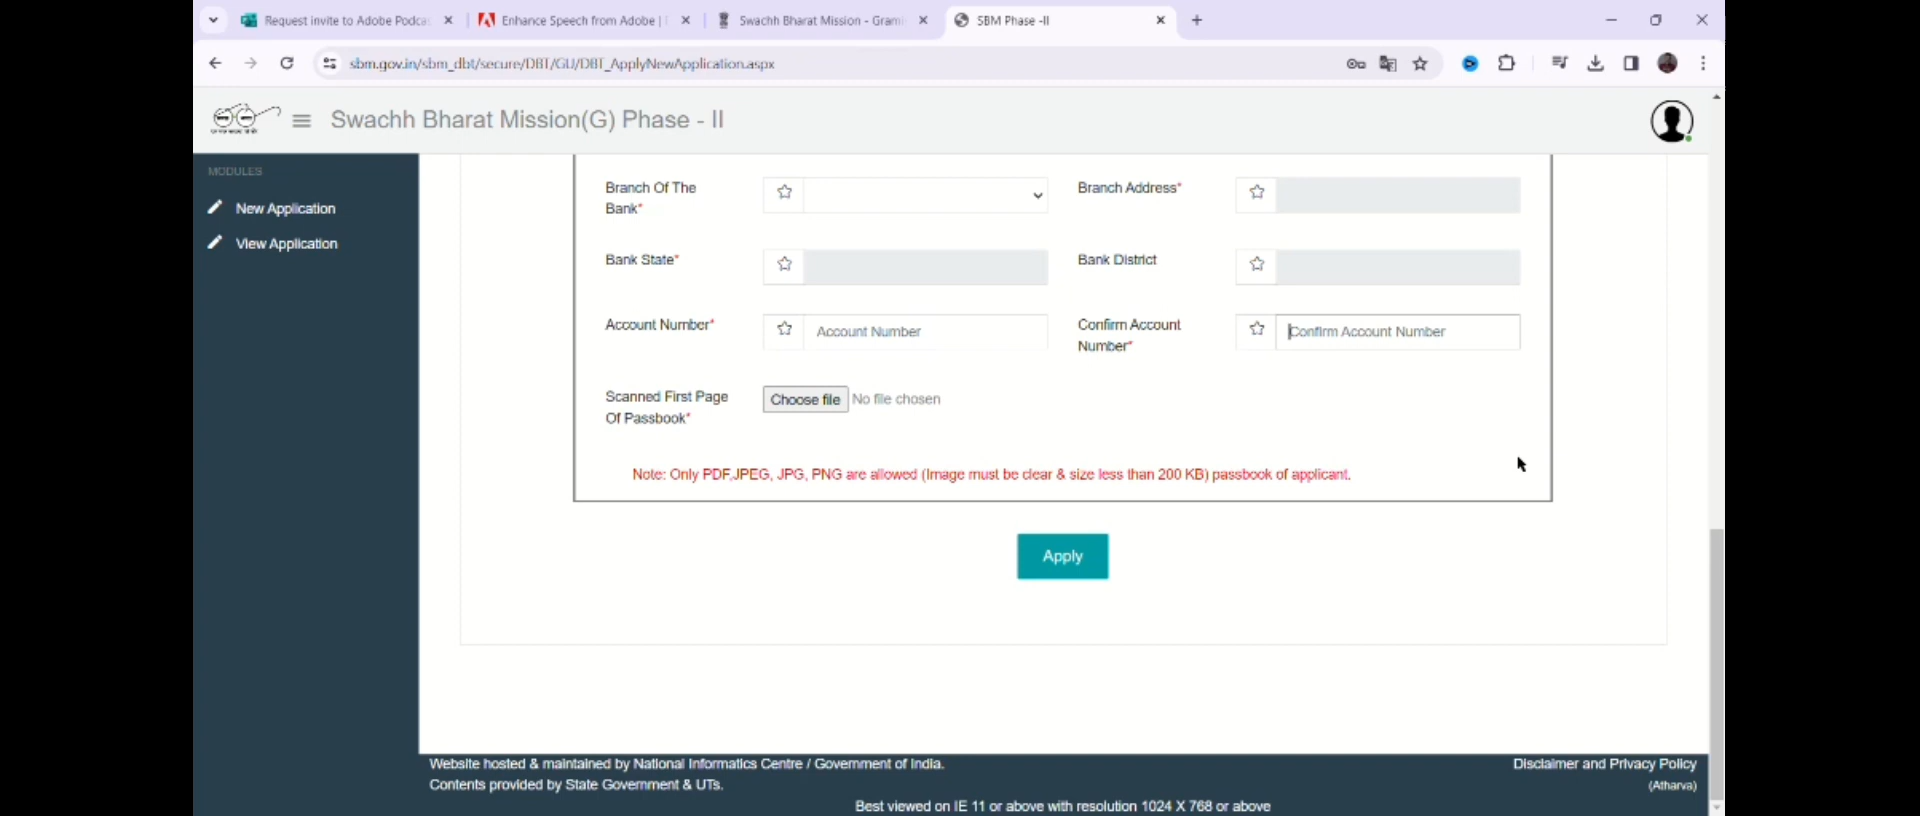 Request invite to Adobe Podca
Enhance Speech from Adobe |
Swachh Bharat Mission - Grami
SBM Phase -II
sbm.gov.in/sbm_dbt/secure/DBT/GU/DBT_ApplyNewApplication.aspx
Swachh Bharat Mission(G) Phase - II
MODULES
New Application
View Application
Branch Of The
Bank*
Branch Address*
Bank State*
Bank District
Account Number*
Account Number
Confirm Account
Number*
Confirm Account Number
Scanned First Page
Of Passbook*
Choose file No file chosen
Note: Only PDF,JPEG, JPG, PNG are allowed (Image must be clear & size less than 200 KB) passbook of applicant.
Apply
Website hosted & maintained by National Informatics Centre / Government of India.
Contents provided by State Government & UTs.
Disclaimer and Privacy Policy
(Atharva)
Best viewed on IE 11 or above with resolution 1024 X 768 or above